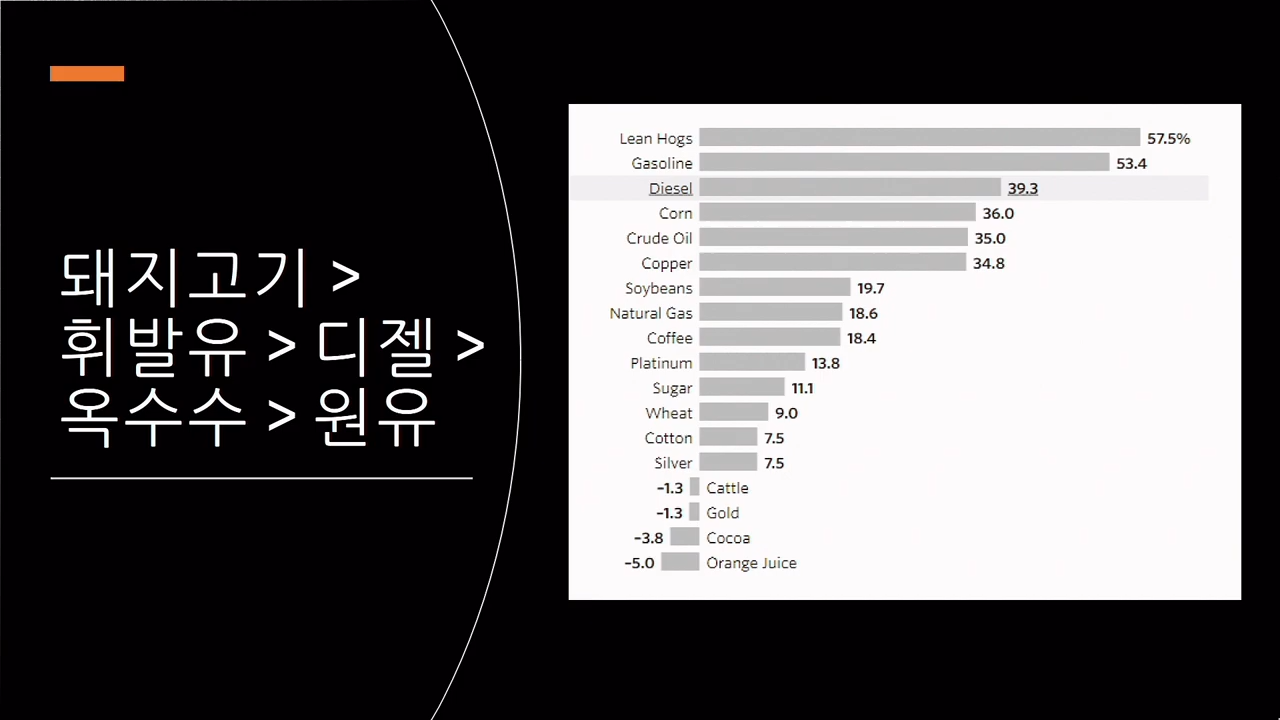 돼지고기 >
휘발유 > 디젤 >
옥수수 > 원유
Lean Hogs 57.5%
Gasoline 53.4
Diesel 39.3
Corn 36.0
Crude Oil 35.0
Copper 34.8
Soybeans 19.7
Natural Gas 18.6
Coffee 18.4
Platinum 13.8
Sugar 11.1
Wheat 9.0
Cotton 7.5
Silver 7.5
-1.3 Cattle
-1.3 Gold
-3.8 Cocoa
-5.0 Orange Juice